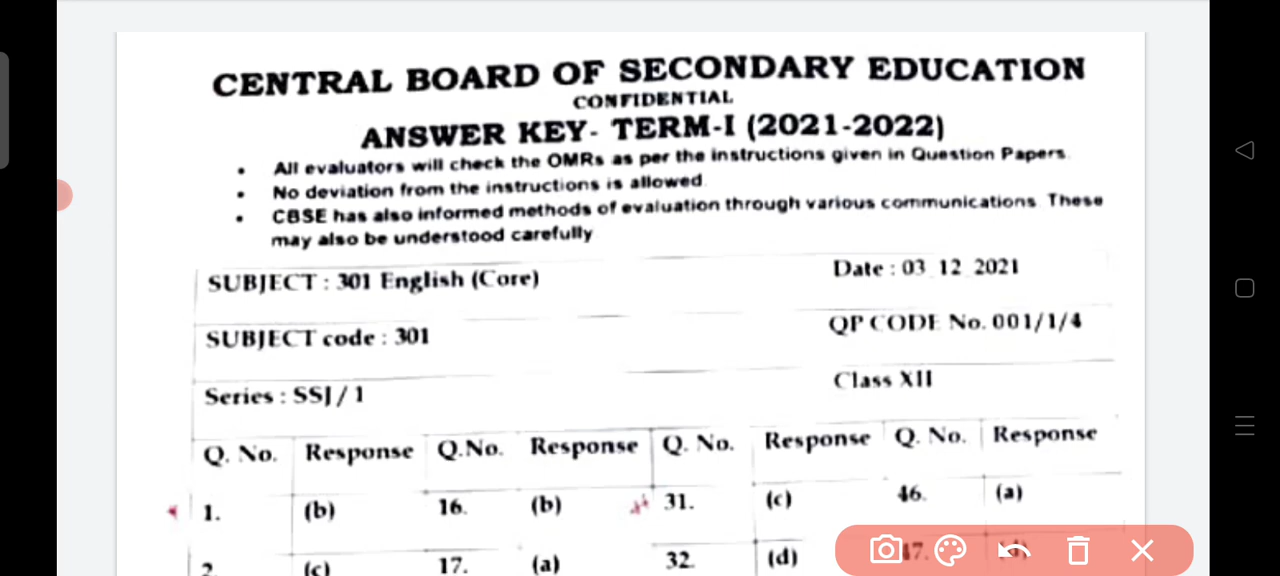 CENTRAL BOARD OF SECONDARY EDUCATION
CONFIDENTIAL
ANSWER KEY- TERM-I (2021-2022)
• All evaluators will check the OMRs as per the instructions given in Question Papers.
• No deviation from the instructions is allowed.
• CBSE has also informed methods of evaluation through various communications. These
may also be understood carefully
SUBJECT : 301 English (Core) Date : 03 12 2021
SUBJECT code : 301 QP CODE No. 001/1/4
Series : SSJ / 1 Class XII
Q. No. Response Q.No. Response Q. No. Response Q. No. Response
1. (b) 16. (b) 31. (c) 46. (a)
2. (c) 17. (a) 32. (d) 47.